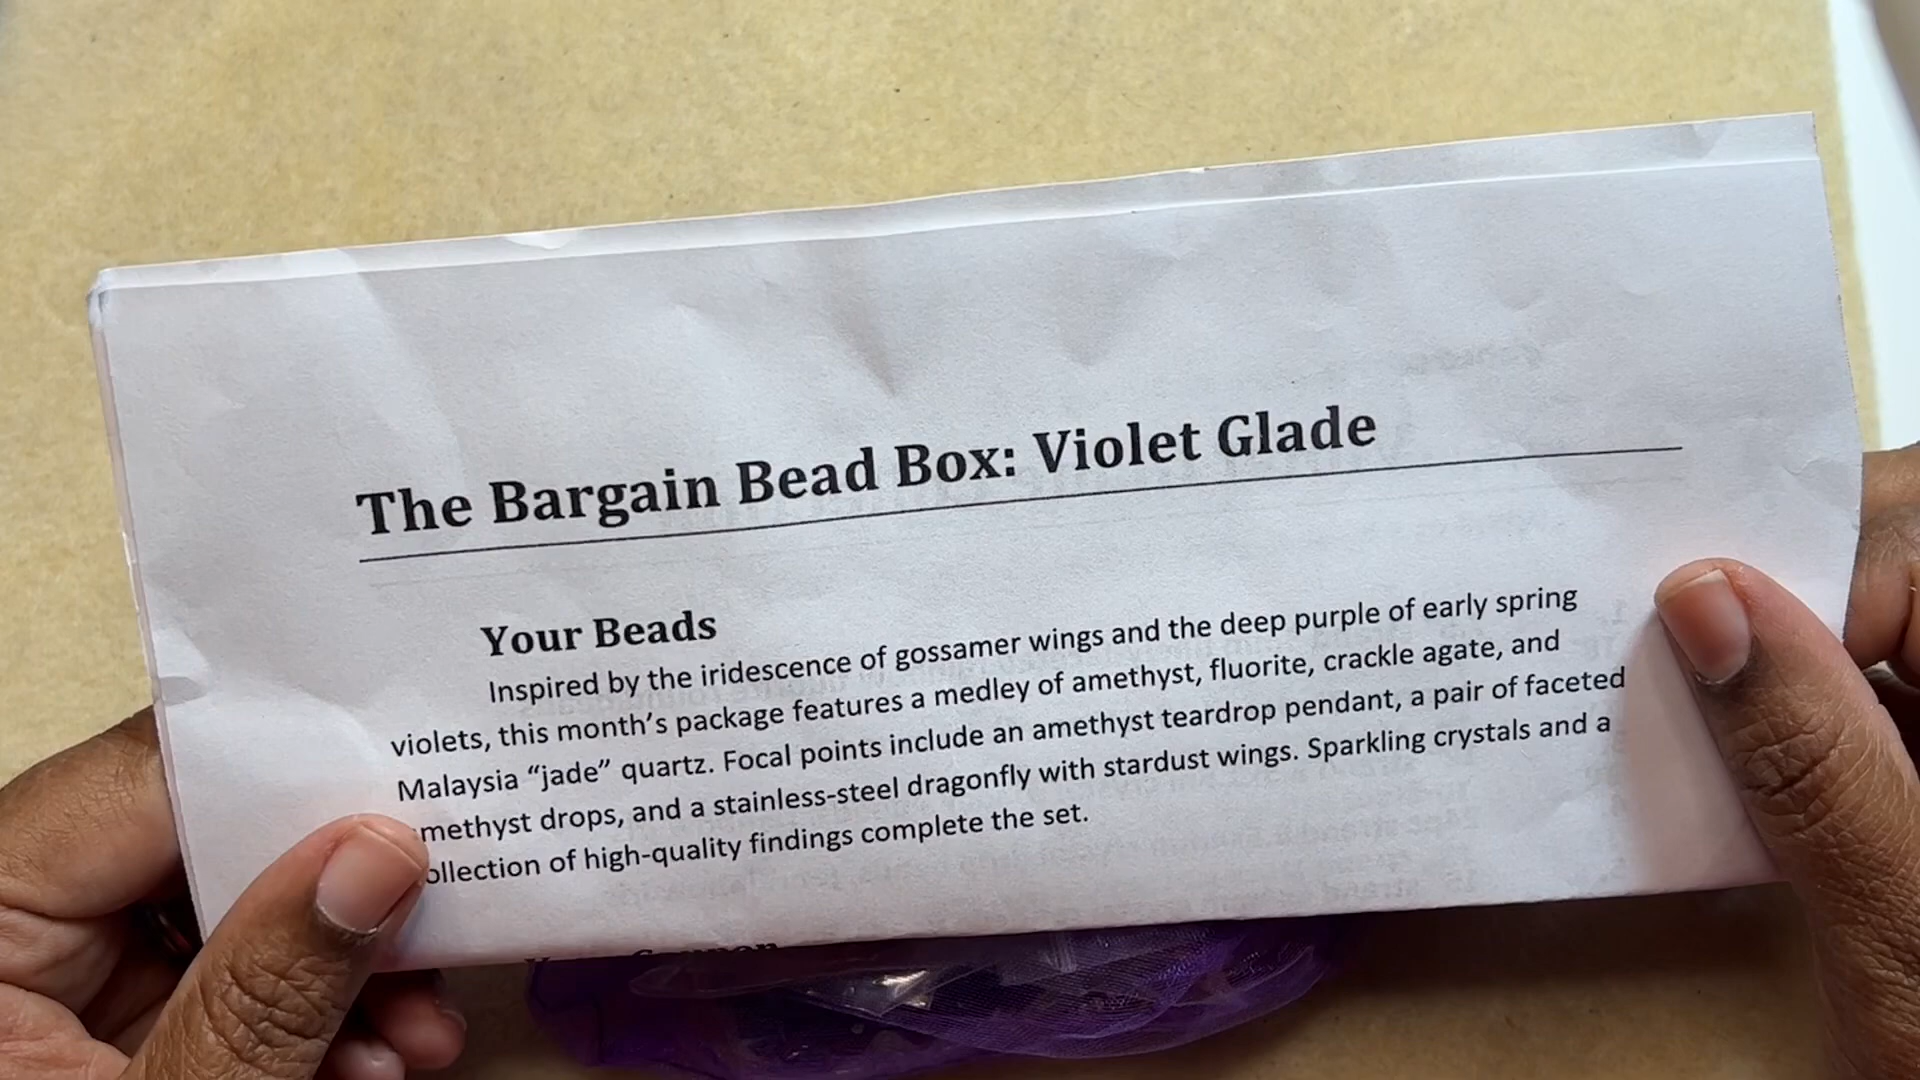 The Bargain Bead Box: Violet Glade
Your Beads
Inspired by the iridescence of gossamer wings and the deep purple of early spring
violets, this month's package features a medley of amethyst, fluorite, crackle agate, and
Malaysia “jade” quartz. Focal points include an amethyst teardrop pendant, a pair of faceted
methyst drops, and a stainless-steel dragonfly with stardust wings. Sparkling crystals and a
ollection of high-quality findings complete the set.